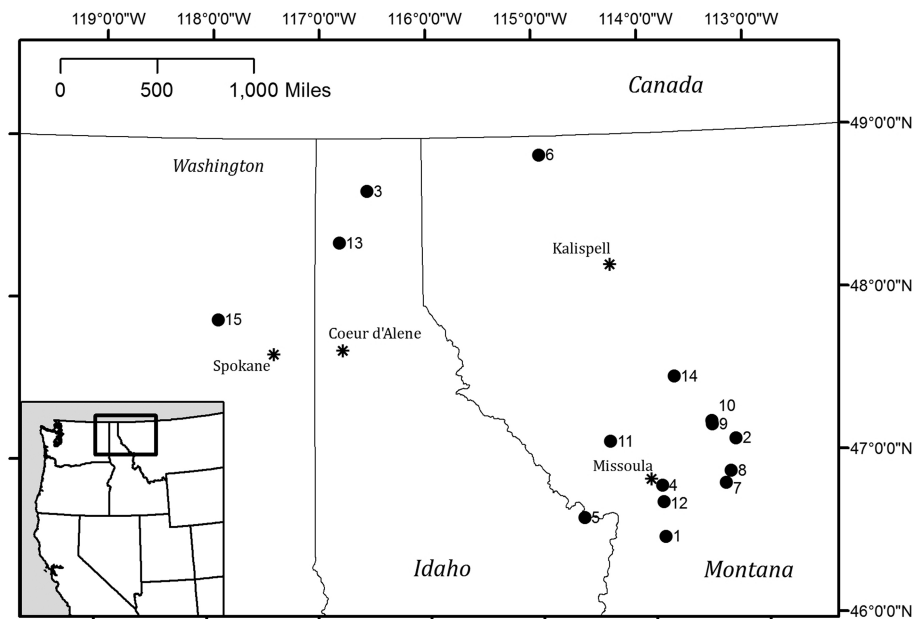 119°0'0"W 118°0'0"W 117°0'0"W 116°0'0"W 115°0'0"W 114°0'0"W 113°0'0"W
0 500 1,000 Miles
Canada
49°0'0"N
Washington
6
3
13
Kalispell
48°0'0"N
15
Coeur d'Alene
Spokane
14
10
9
2
11
47°0'0"N
Missoula
8
4
7
12
5
1
Idaho
Montana
46°0'0"N